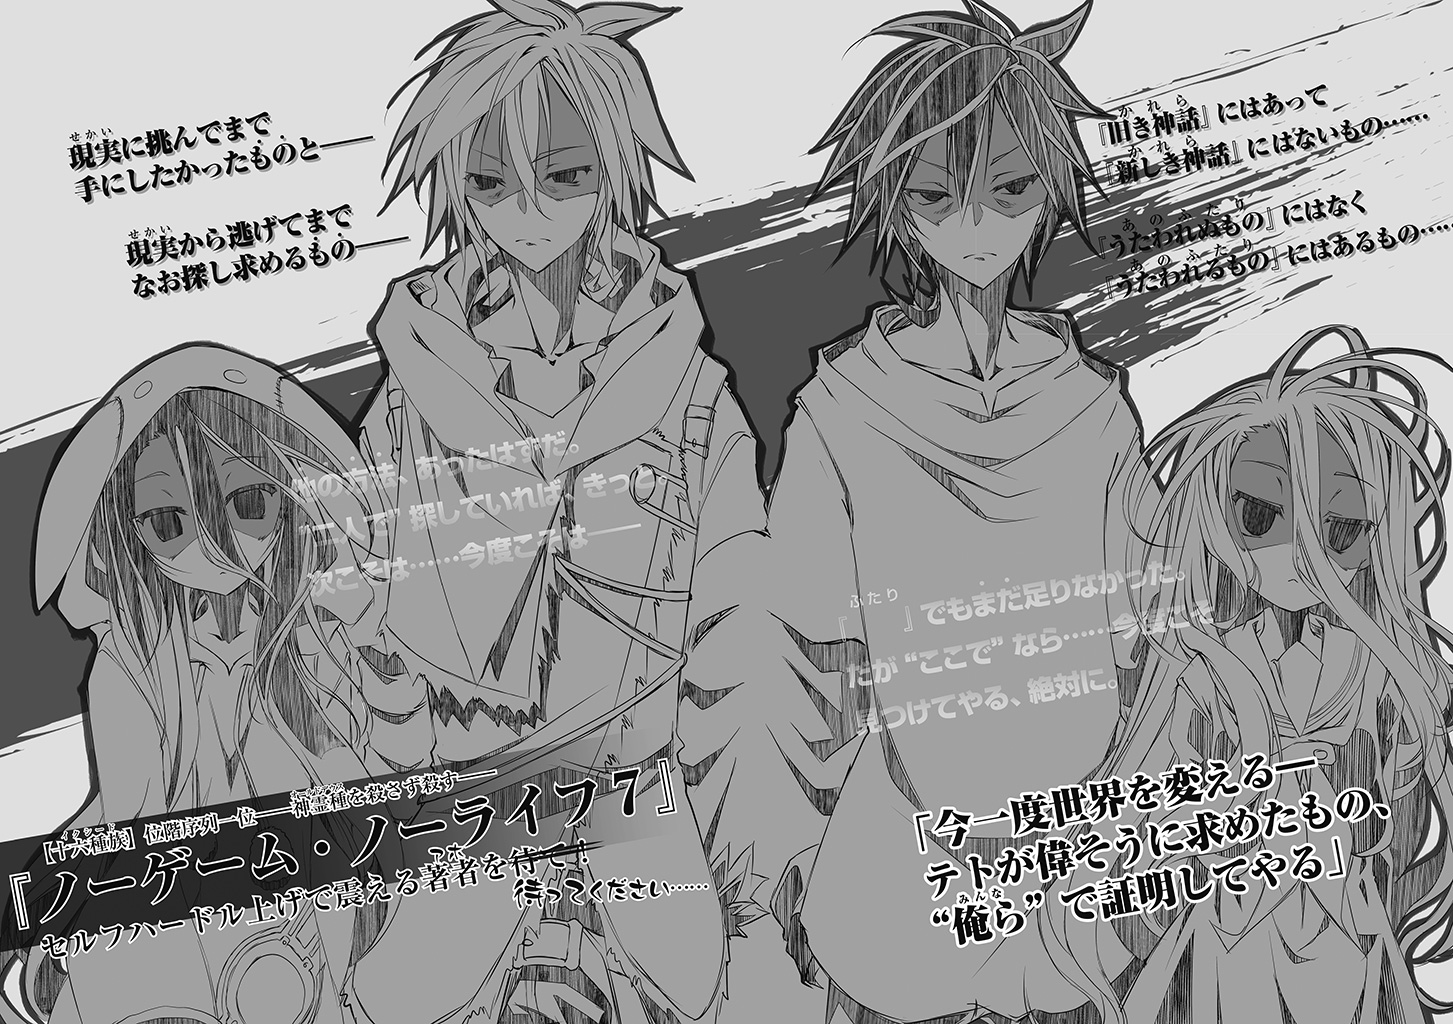 現実に挑んでまで
手にしたかったものと――
現実から逃げてまで
なお探し求めるもの――
『旧き神話』にはあって
『新しき神話』にはないもの……
『うたわれぬもの』にはなく
『うたわれるもの』にはあるもの……
他の方法、あったはずだ。
“二人で”探していれば、きっと。
次こそは……今度こそは――
『　　』でもまだ足りなかった。
だが“ここで”なら……今度こそ
見つけてやる、絶対に。
【十六種族】位階序列一位――神霊種を殺さず殺す――
『ノーゲーム・ノーライフ7』
セルフハードル上げで震える著者を待て！
待ってください……
「今一度世界を変える――
テトが偉そうに求めたもの、
“俺ら”で証明してやる」